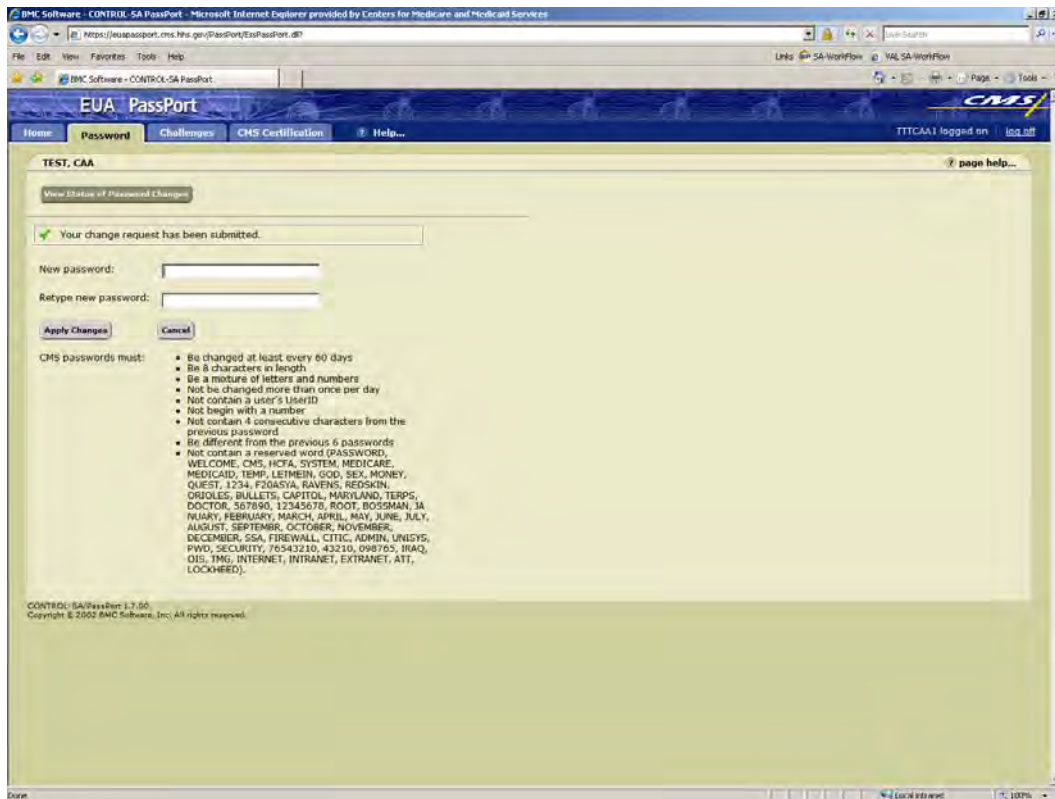 BMC Software - CONTROL-SA PassPort - Microsoft Internet Explorer provided by Centers for Medicare and Medicaid Services
https://euapassport.cms.hhs.gov/PassPort/EssPassPort.dll?
Live Search
File Edit View Favorites Tools Help
Links SA-WorkFlow VAL SA-WorkFlow
BMC Software - CONTROL-SA PassPort
Page Tools
EUA PassPort
CMS
Home Password Challenges CMS Certification ? Help...
TTTCAA1 logged on log off
TEST, CAA
? page help...
View Status of Password Changes
Your change request has been submitted.
New password:
Retype new password:
Apply Changes Cancel
CMS passwords must:
• Be changed at least every 60 days
• Be 8 characters in length
• Be a mixture of letters and numbers
• Not be changed more than once per day
• Not contain a user's UserID
• Not begin with a number
• Not contain 4 consecutive characters from the
previous password
• Be different from the previous 6 passwords
• Not contain a reserved word (PASSWORD,
WELCOME, CMS, HCFA, SYSTEM, MEDICARE,
MEDICAID, TEMP, LETMEIN, GOD, SEX, MONEY,
QUEST, 1234, F20ASYA, RAVENS, REDSKIN,
ORIOLES, BULLETS, CAPITOL, MARYLAND, TERPS,
DOCTOR, 567890, 12345678, ROOT, BOSSMAN, JA
NUARY, FEBRUARY, MARCH, APRIL, MAY, JUNE, JULY,
AUGUST, SEPTEMBR, OCTOBER, NOVEMBER,
DECEMBER, SSA, FIREWALL, CITIC, ADMIN, UNISYS,
PWD, SECURITY, 76543210, 43210, 098765, IRAQ,
OIS, TMG, INTERNET, INTRANET, EXTRANET, ATT,
LOCKHEED).
CONTROL-SA/PassPort 1.7.00
Copyright © 2002 BMC Software, Inc. All rights reserved.
Done
Local intranet
100%